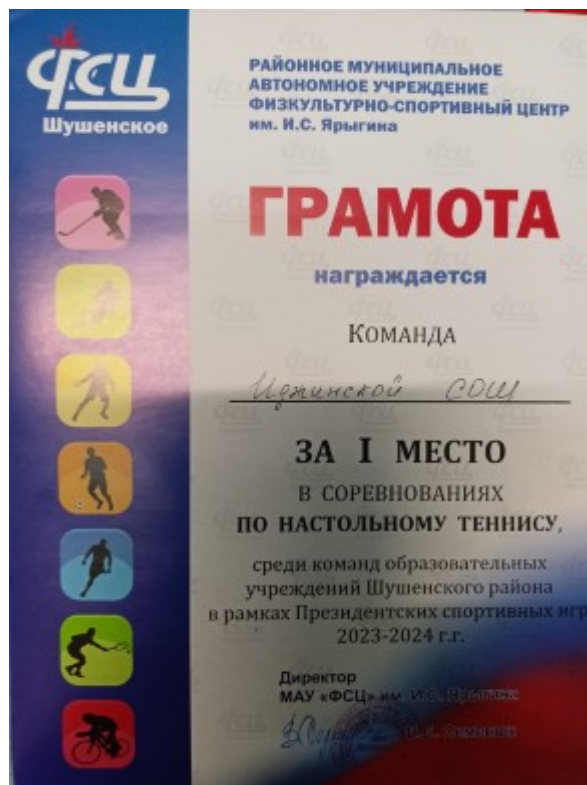 ФСЦ
Шушенское
РАЙОННОЕ МУНИЦИПАЛЬНОЕ
АВТОНОМНОЕ УЧРЕЖДЕНИЕ
ФИЗКУЛЬТУРНО-СПОРТИВНЫЙ ЦЕНТР
им. И.С. Ярыгина
ГРАМОТА
награждается
КОМАНДА
Иджинской СОШ
ЗА I МЕСТО
В СОРЕВНОВАНИЯХ
ПО НАСТОЛЬНОМУ ТЕННИСУ,
среди команд образовательных
учреждений Шушенского района
в рамках Президентских спортивных игр
2023-2024 г.г.
Директор
МАУ «ФСЦ» им. И.С. Ярыгина